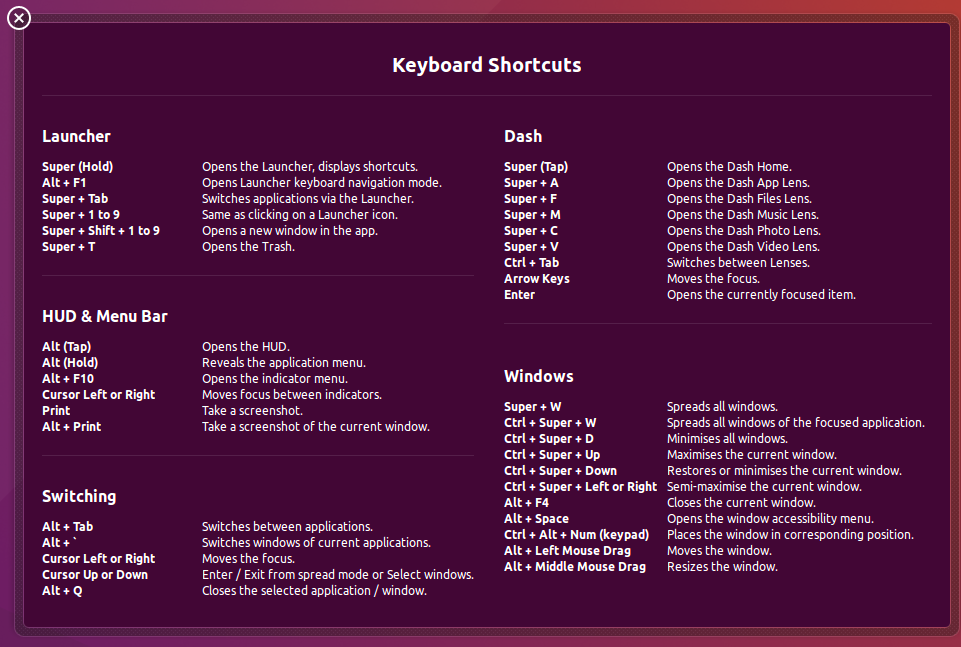 Keyboard Shortcuts
Launcher
Super (Hold) Opens the Launcher, displays shortcuts.
Alt + F1 Opens Launcher keyboard navigation mode.
Super + Tab Switches applications via the Launcher.
Super + 1 to 9 Same as clicking on a Launcher icon.
Super + Shift + 1 to 9 Opens a new window in the app.
Super + T Opens the Trash.
HUD & Menu Bar
Alt (Tap) Opens the HUD.
Alt (Hold) Reveals the application menu.
Alt + F10 Opens the indicator menu.
Cursor Left or Right Moves focus between indicators.
Print Take a screenshot.
Alt + Print Take a screenshot of the current window.
Switching
Alt + Tab Switches between applications.
Alt + ` Switches windows of current applications.
Cursor Left or Right Moves the focus.
Cursor Up or Down Enter / Exit from spread mode or Select windows.
Alt + Q Closes the selected application / window.
Dash
Super (Tap) Opens the Dash Home.
Super + A Opens the Dash App Lens.
Super + F Opens the Dash Files Lens.
Super + M Opens the Dash Music Lens.
Super + C Opens the Dash Photo Lens.
Super + V Opens the Dash Video Lens.
Ctrl + Tab Switches between Lenses.
Arrow Keys Moves the focus.
Enter Opens the currently focused item.
Windows
Super + W Spreads all windows.
Ctrl + Super + W Spreads all windows of the focused application.
Ctrl + Super + D Minimises all windows.
Ctrl + Super + Up Maximises the current window.
Ctrl + Super + Down Restores or minimises the current window.
Ctrl + Super + Left or Right Semi-maximise the current window.
Alt + F4 Closes the current window.
Alt + Space Opens the window accessibility menu.
Ctrl + Alt + Num (keypad) Places the window in corresponding position.
Alt + Left Mouse Drag Moves the window.
Alt + Middle Mouse Drag Resizes the window.